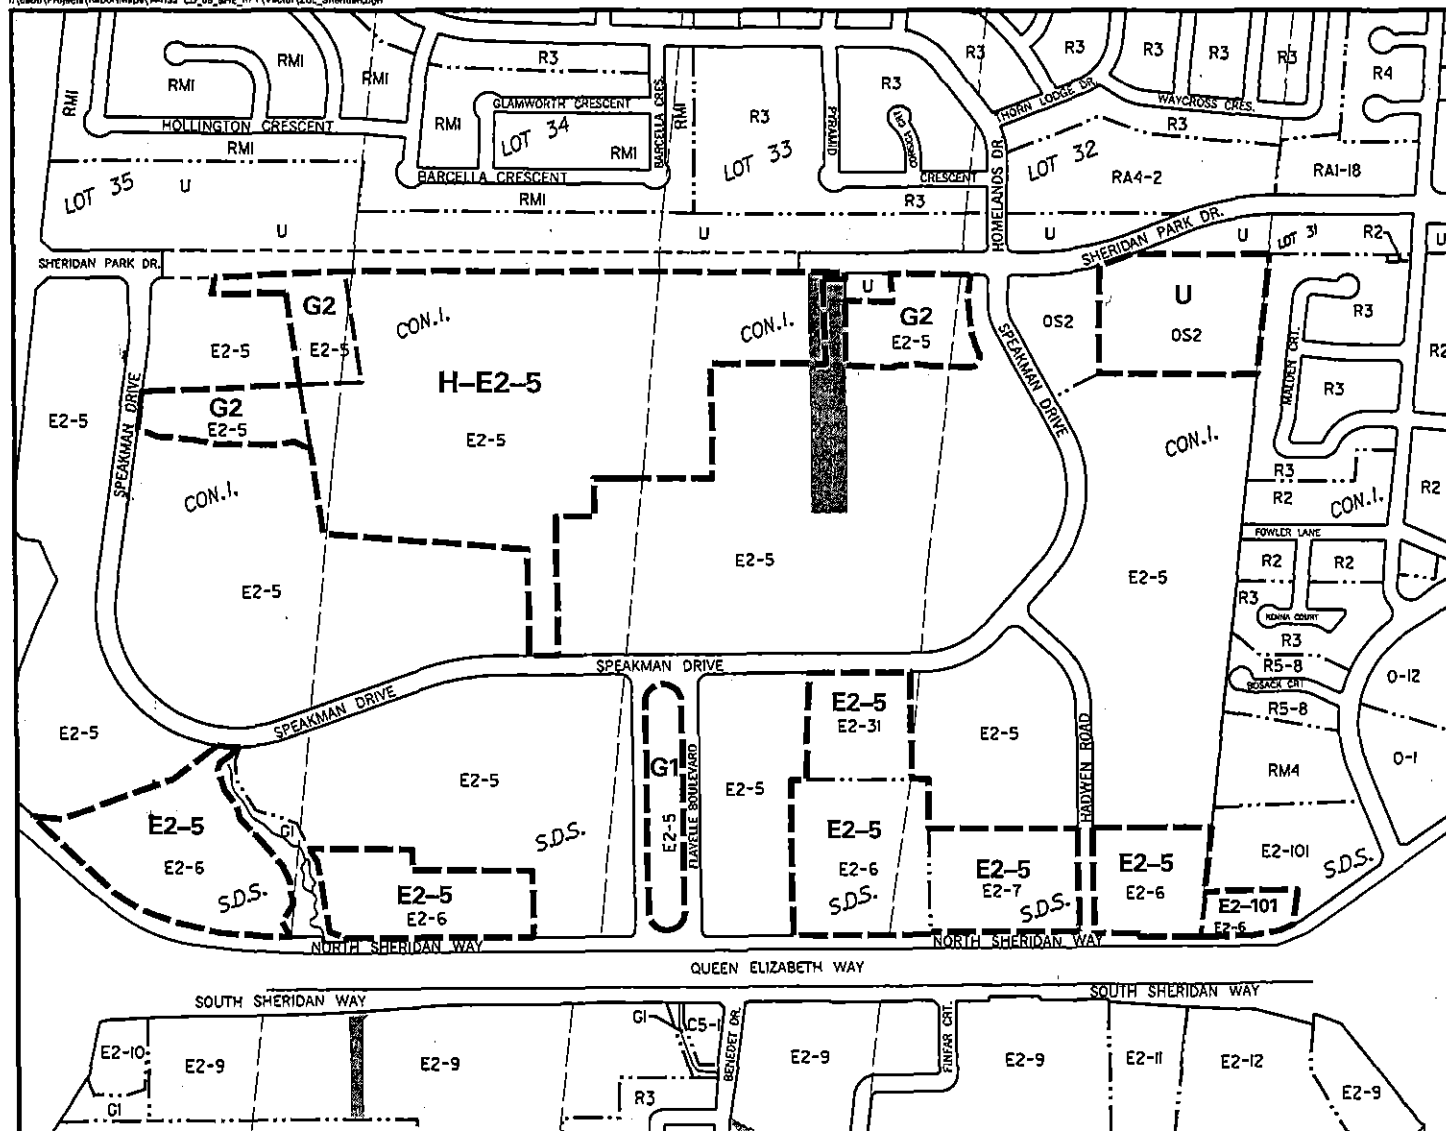 R3
R3
R3
R3
R3
R4
RMI
RMI
RMI
RMI
R3
THORN LODGE DR.
WAYCROSS CRES.
HOLLINGTON CRESCENT
RMI
RMI
GLAMWORTH CRESCENT
LOT 34
RMI
BARCELLA CRES.
RMI
R3
LOT 33
PYRAMID
R3
HOMELANDS DR.
LOT 32
R3
LOT 35
U
BARCELLA CRESCENT
RMI
CRESCENT
R3
RA4-2
RA1-18
U
U
U
SHERIDAN PARK DR.
U
LOT 31
R2
U
SHERIDAN PARK DR.
G2
E2-5
E2-5
CON.I.
CON.I.
U
G2
E2-5
OS2
U
OS2
R3
R2
MALDEN CRT.
R3
H-E2-5
E2-5
G2
E2-5
E2-5
SPEAKMAN DRIVE
SPEAKMAN DRIVE
CON.I.
CON.I.
R3
R2
CON.I.
R2
FOWLER LANE
E2-5
E2-5
E2-5
R2
R2
R3
KENNA COURT
R3
R5-8
BOSACK CRT
R5-8
O-12
SPEAKMAN DRIVE
SPEAKMAN DRIVE
E2-5
E2-5
E2-31
E2-5
HADWEN ROAD
E2-5
G1
E2-5
FLAVELLE BOULEVARD
E2-5
RM4
O-1
E2-5
E2-6
S.D.S.
G1
S.D.S.
E2-5
E2-6
E2-5
E2-6
S.D.S.
E2-5
E2-7
S.D.S.
E2-5
E2-6
E2-101
S.D.S.
E2-101
E2-6
NORTH SHERIDAN WAY
NORTH SHERIDAN WAY
QUEEN ELIZABETH WAY
SOUTH SHERIDAN WAY
SOUTH SHERIDAN WAY
E2-10
G1
E2-9
E2-9
G1
C5-1
R3
BENEDET DR.
E2-9
FINFAR CRT.
E2-9
E2-11
E2-12
E2-9